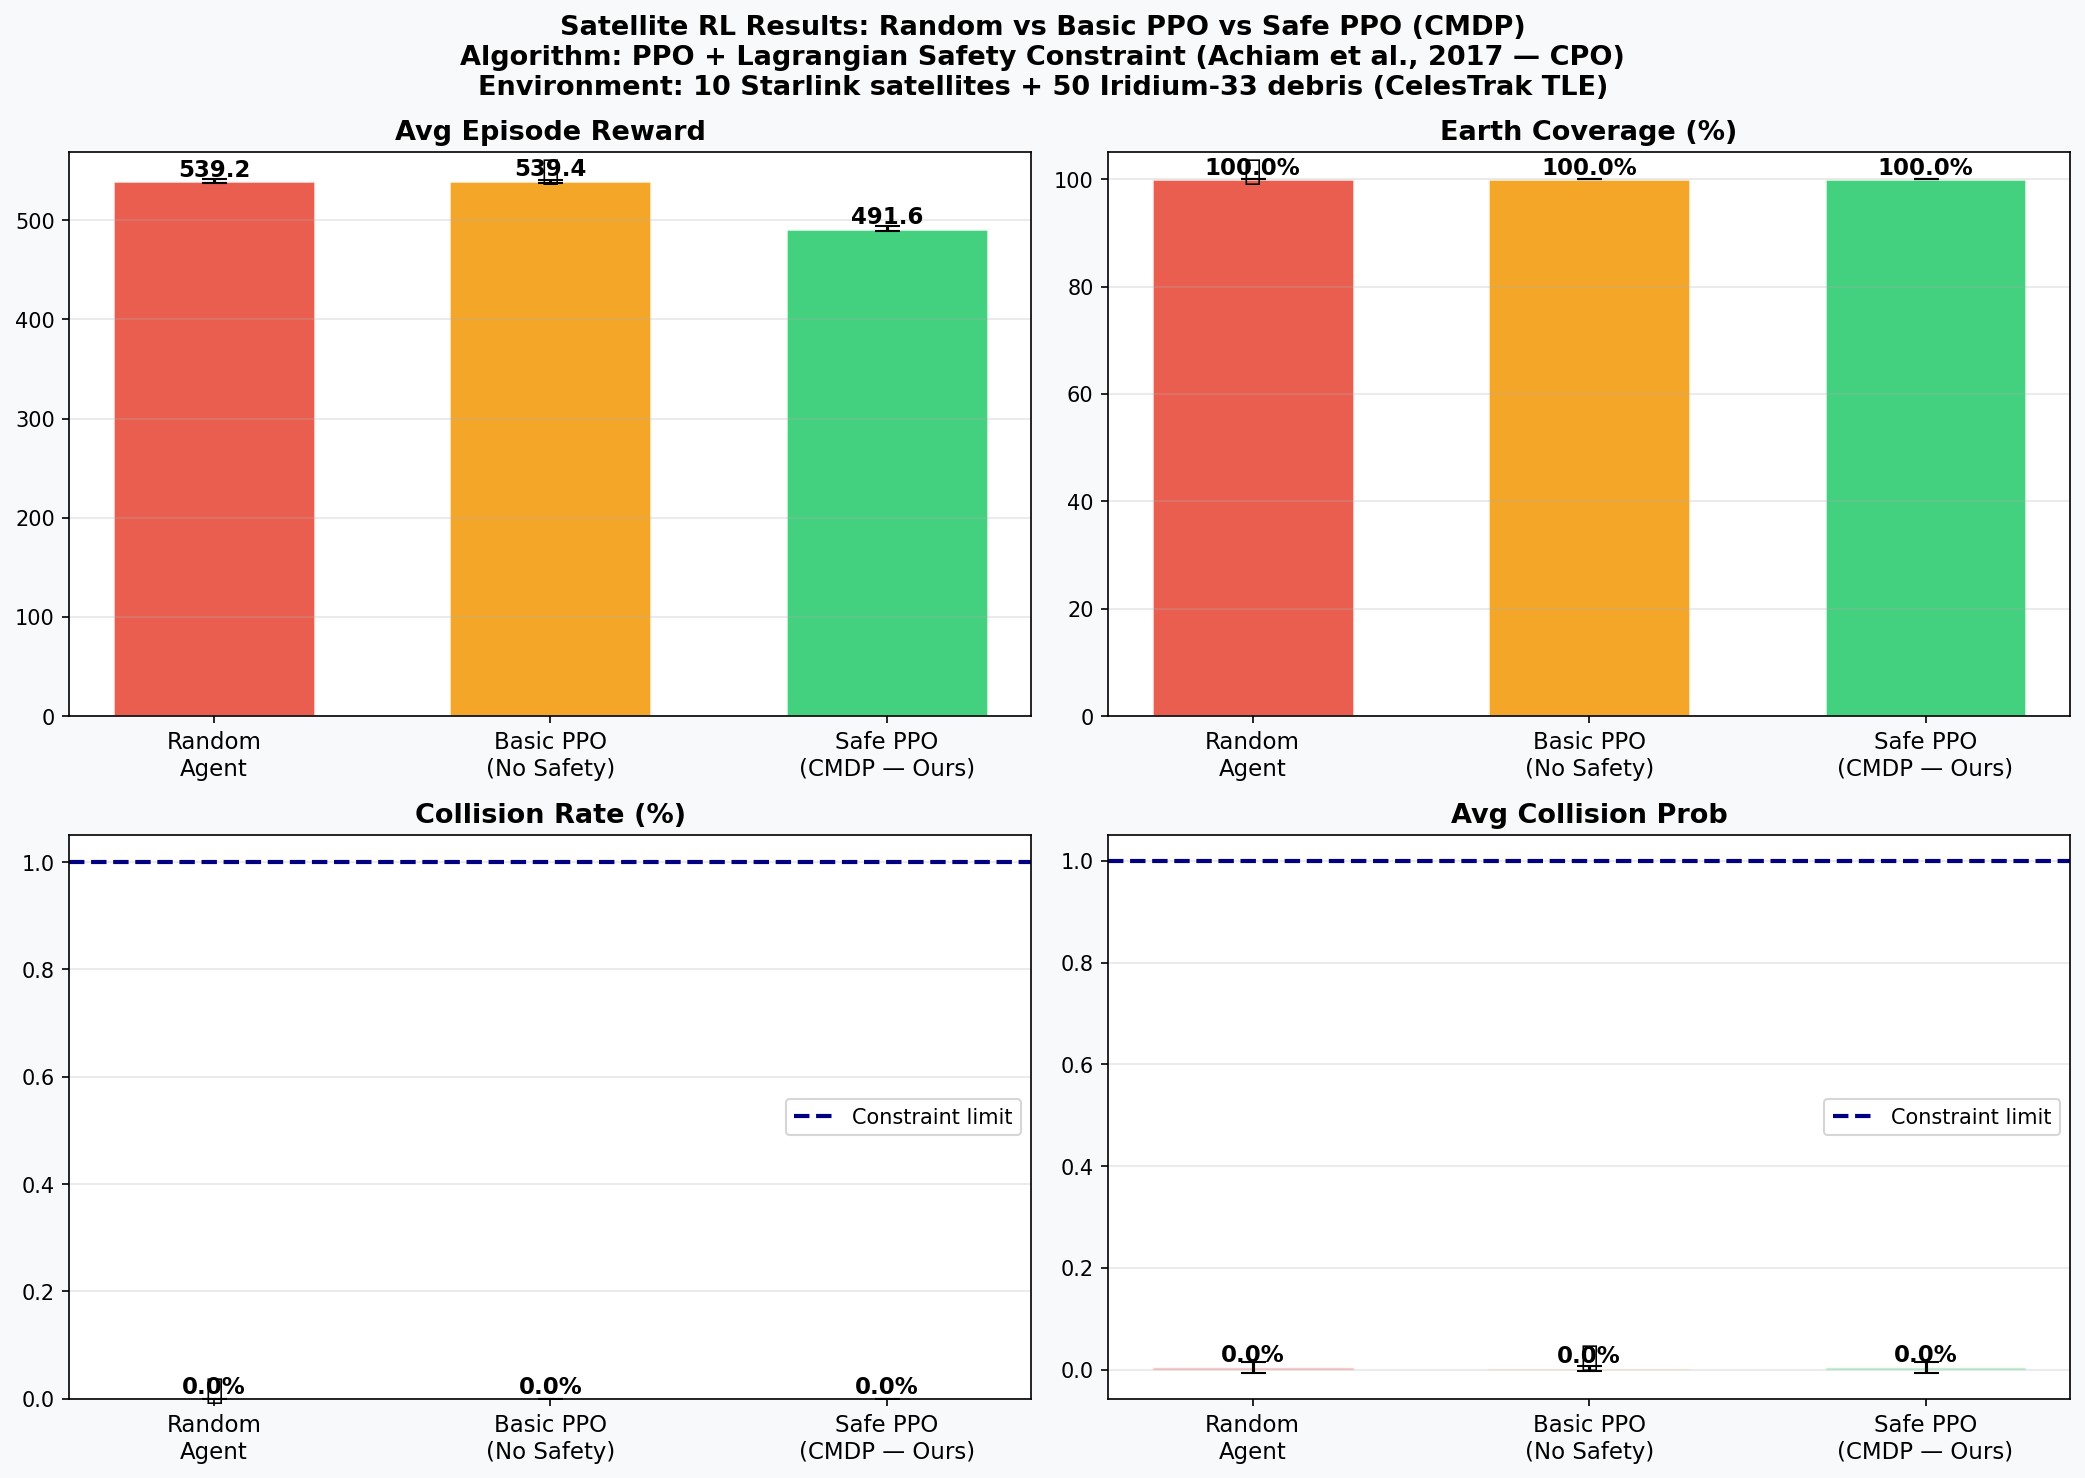 Satellite RL Results: Random vs Basic PPO vs Safe PPO (CMDP)
Algorithm: PPO + Lagrangian Safety Constraint (Achiam et al., 2017 — CPO)
Environment: 10 Starlink satellites + 50 Iridium-33 debris (CelesTrak TLE)
Avg Episode Reward
539.2
539.4
491.6
500
400
300
200
100
0
Random
Agent
Basic PPO
(No Safety)
Safe PPO
(CMDP — Ours)
Earth Coverage (%)
100.0%
100.0%
100.0%
100
80
60
40
20
0
Random
Agent
Basic PPO
(No Safety)
Safe PPO
(CMDP — Ours)
Collision Rate (%)
1.0
0.8
0.6
0.4
0.2
0.0
Constraint limit
0.0%
0.0%
0.0%
Random
Agent
Basic PPO
(No Safety)
Safe PPO
(CMDP — Ours)
Avg Collision Prob
1.0
0.8
0.6
0.4
0.2
0.0
Constraint limit
0.0%
0.0%
0.0%
Random
Agent
Basic PPO
(No Safety)
Safe PPO
(CMDP — Ours)